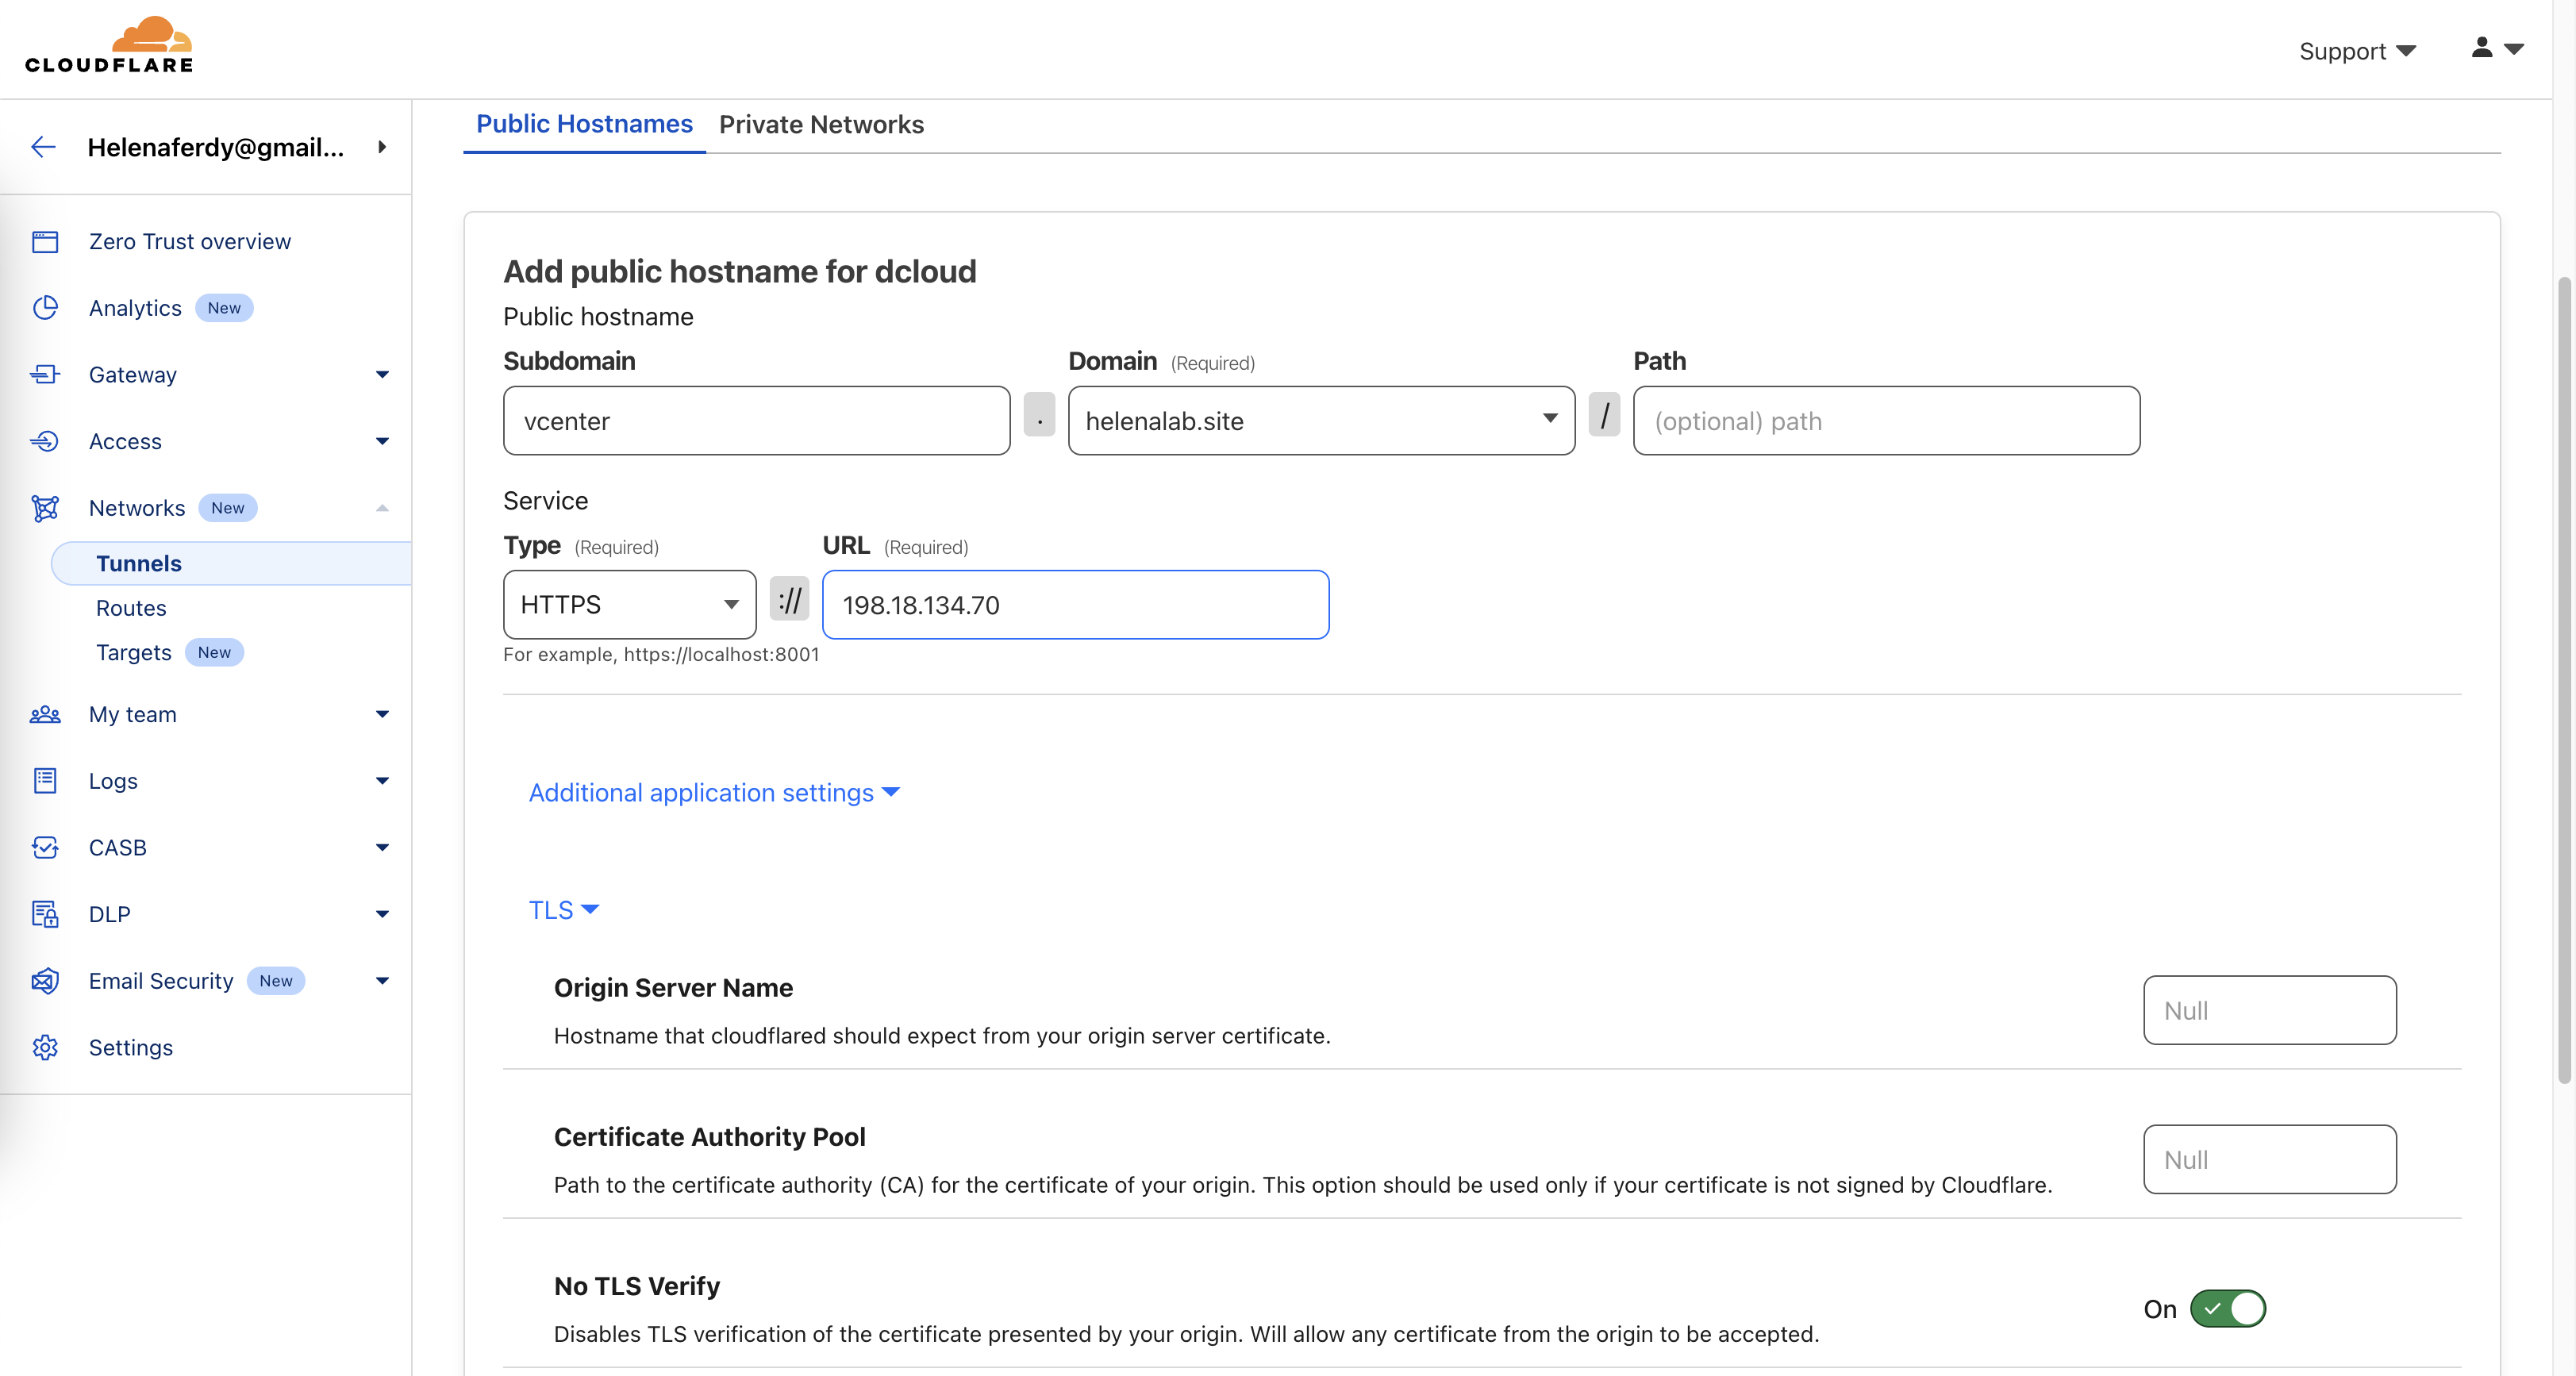 CLOUDFLARE
Support
Helenaferdy@gmail...
Zero Trust overview
Analytics New
Gateway
Access
Networks New
Tunnels
Routes
Targets New
My team
Logs
CASB
DLP
Email Security New
Settings
Public Hostnames Private Networks
Add public hostname for dcloud
Public hostname
Subdomain Domain (Required) Path
vcenter . helenalab.site / (optional) path
Service
Type (Required) URL (Required)
HTTPS :// 198.18.134.70
For example, https://localhost:8001
Additional application settings
TLS
Origin Server Name
Null
Hostname that cloudflared should expect from your origin server certificate.
Certificate Authority Pool
Null
Path to the certificate authority (CA) for the certificate of your origin. This option should be used only if your certificate is not signed by Cloudflare.
No TLS Verify
On
Disables TLS verification of the certificate presented by your origin. Will allow any certificate from the origin to be accepted.